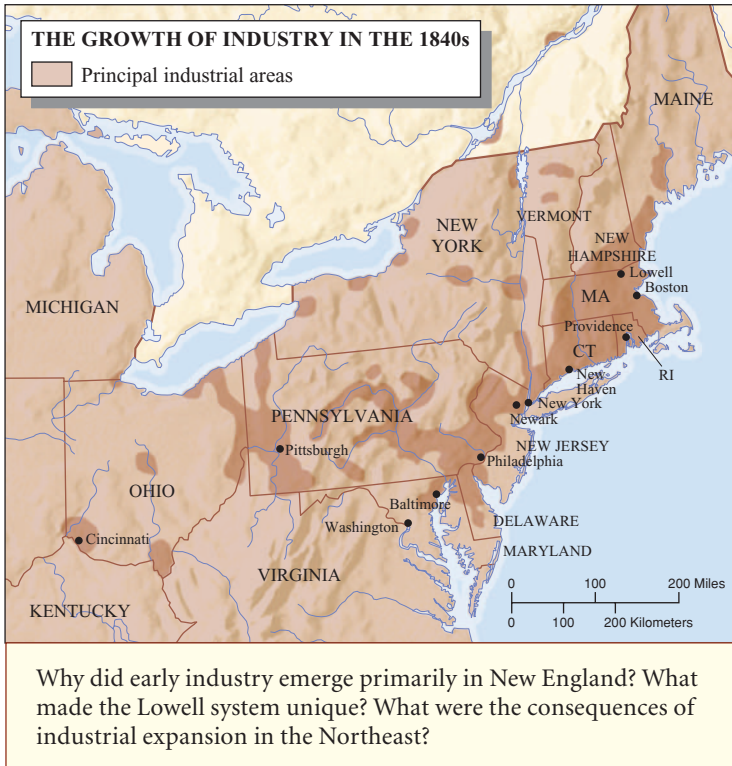 THE GROWTH OF INDUSTRY IN THE 1840s
Principal industrial areas
MAINE
NEW
YORK
VERMONT
NEW
HAMPSHIRE
Lowell
Boston
MICHIGAN
MA
Providence
CT
RI
New
Haven
New York
Newark
PENNSYLVANIA
NEW JERSEY
Pittsburgh
Philadelphia
OHIO
Baltimore
Washington
DELAWARE
Cincinnati
MARYLAND
VIRGINIA
KENTUCKY
0 100 200 Miles
0 100 200 Kilometers
Why did early industry emerge primarily in New England? What
made the Lowell system unique? What were the consequences of
industrial expansion in the Northeast?